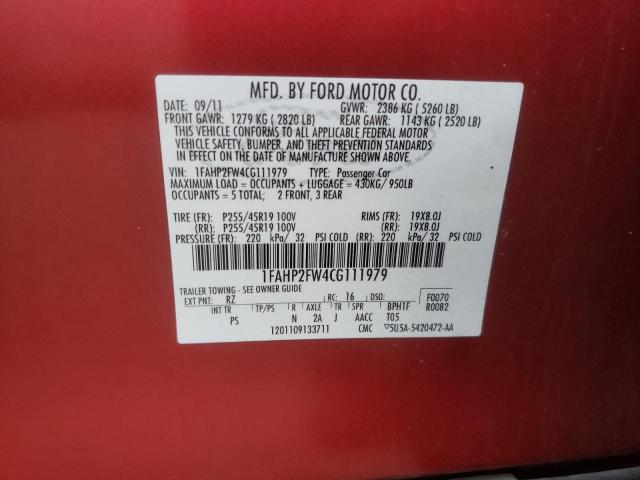 MFD. BY FORD MOTOR CO.
DATE: 09/11 GVWR: 2386 KG ( 5260 LB)
FRONT GAWR: 1279 KG ( 2820 LB) REAR GAWR: 1143 KG ( 2520 LB)
THIS VEHICLE CONFORMS TO ALL APPLICABLE FEDERAL MOTOR
VEHICLE SAFETY, BUMPER, AND THEFT PREVENTION STANDARDS
IN EFFECT ON THE DATE OF MANUFACTURE SHOWN ABOVE.
VIN: 1FAHP2FW4CG111979 TYPE: Passenger Car
MAXIMUM LOAD = OCCUPANTS + LUGGAGE = 430KG/ 950LB
OCCUPANTS = 5 TOTAL; 2 FRONT, 3 REAR
TIRE (FR): P255/45R19 100V RIMS (FR): 19X8.0J
(RR): P255/45R19 100V (RR): 19X8.0J
PRESSURE (FR): 220 kPa/ 32 PSI COLD (RR): 220 kPa/ 32 PSI COLD
1FAHP2FW4CG111979
TRAILER TOWING - SEE OWNER GUIDE
EXT PNT: RZ RC: 16 DSO: F0070
INT TR TP/PS R AXLE TR SPR BPH1F R0082
PS N 2A J AACC T05
1201109133711 CMC 5U5A-5420472-AA